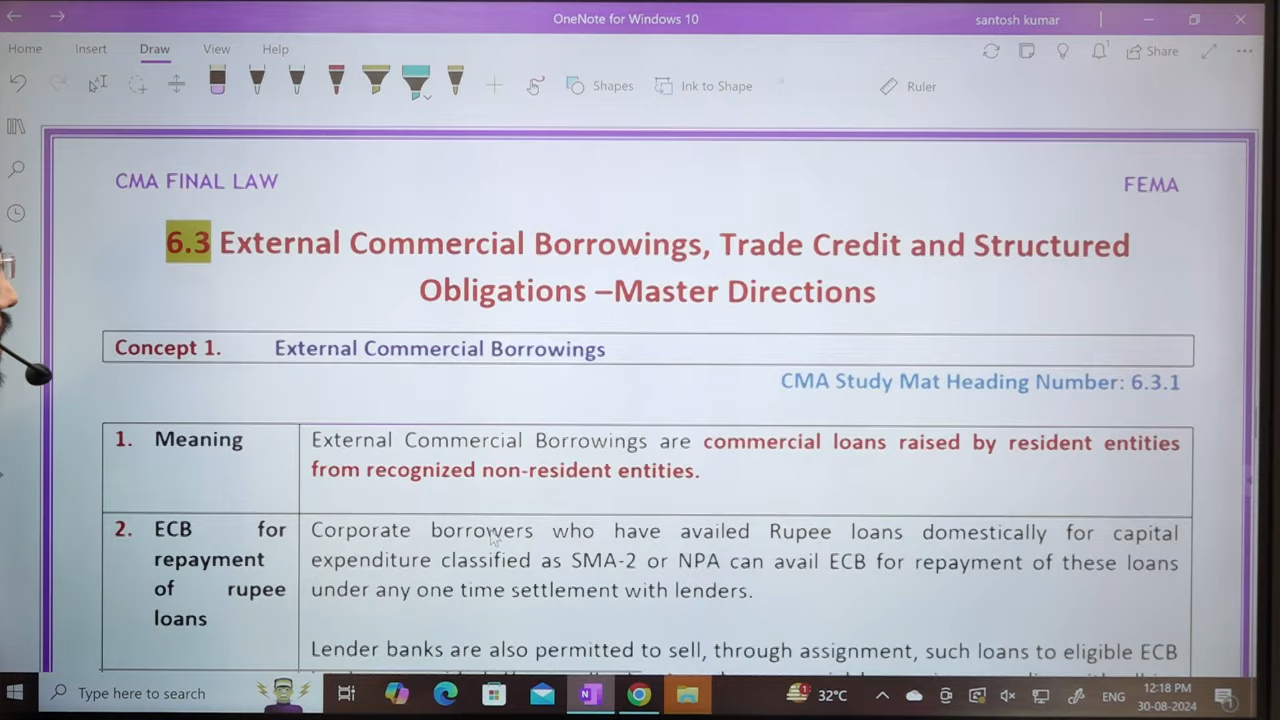 OneNote for Windows 10
santosh kumar
Home Insert Draw View Help
Share
Shapes
Ink to Shape
Ruler
CMA FINAL LAW
FEMA
6.3 External Commercial Borrowings, Trade Credit and Structured
Obligations –Master Directions
Concept 1. External Commercial Borrowings
CMA Study Mat Heading Number: 6.3.1
1. Meaning
External Commercial Borrowings are commercial loans raised by resident entities
from recognized non-resident entities.
2. ECB for
repayment
of rupee
loans
Corporate borrowers who have availed Rupee loans domestically for capital
expenditure classified as SMA-2 or NPA can avail ECB for repayment of these loans
under any one time settlement with lenders.
Lender banks are also permitted to sell, through assignment, such loans to eligible ECB
Type here to search
32°C
ENG
12:18 PM
30-08-2024